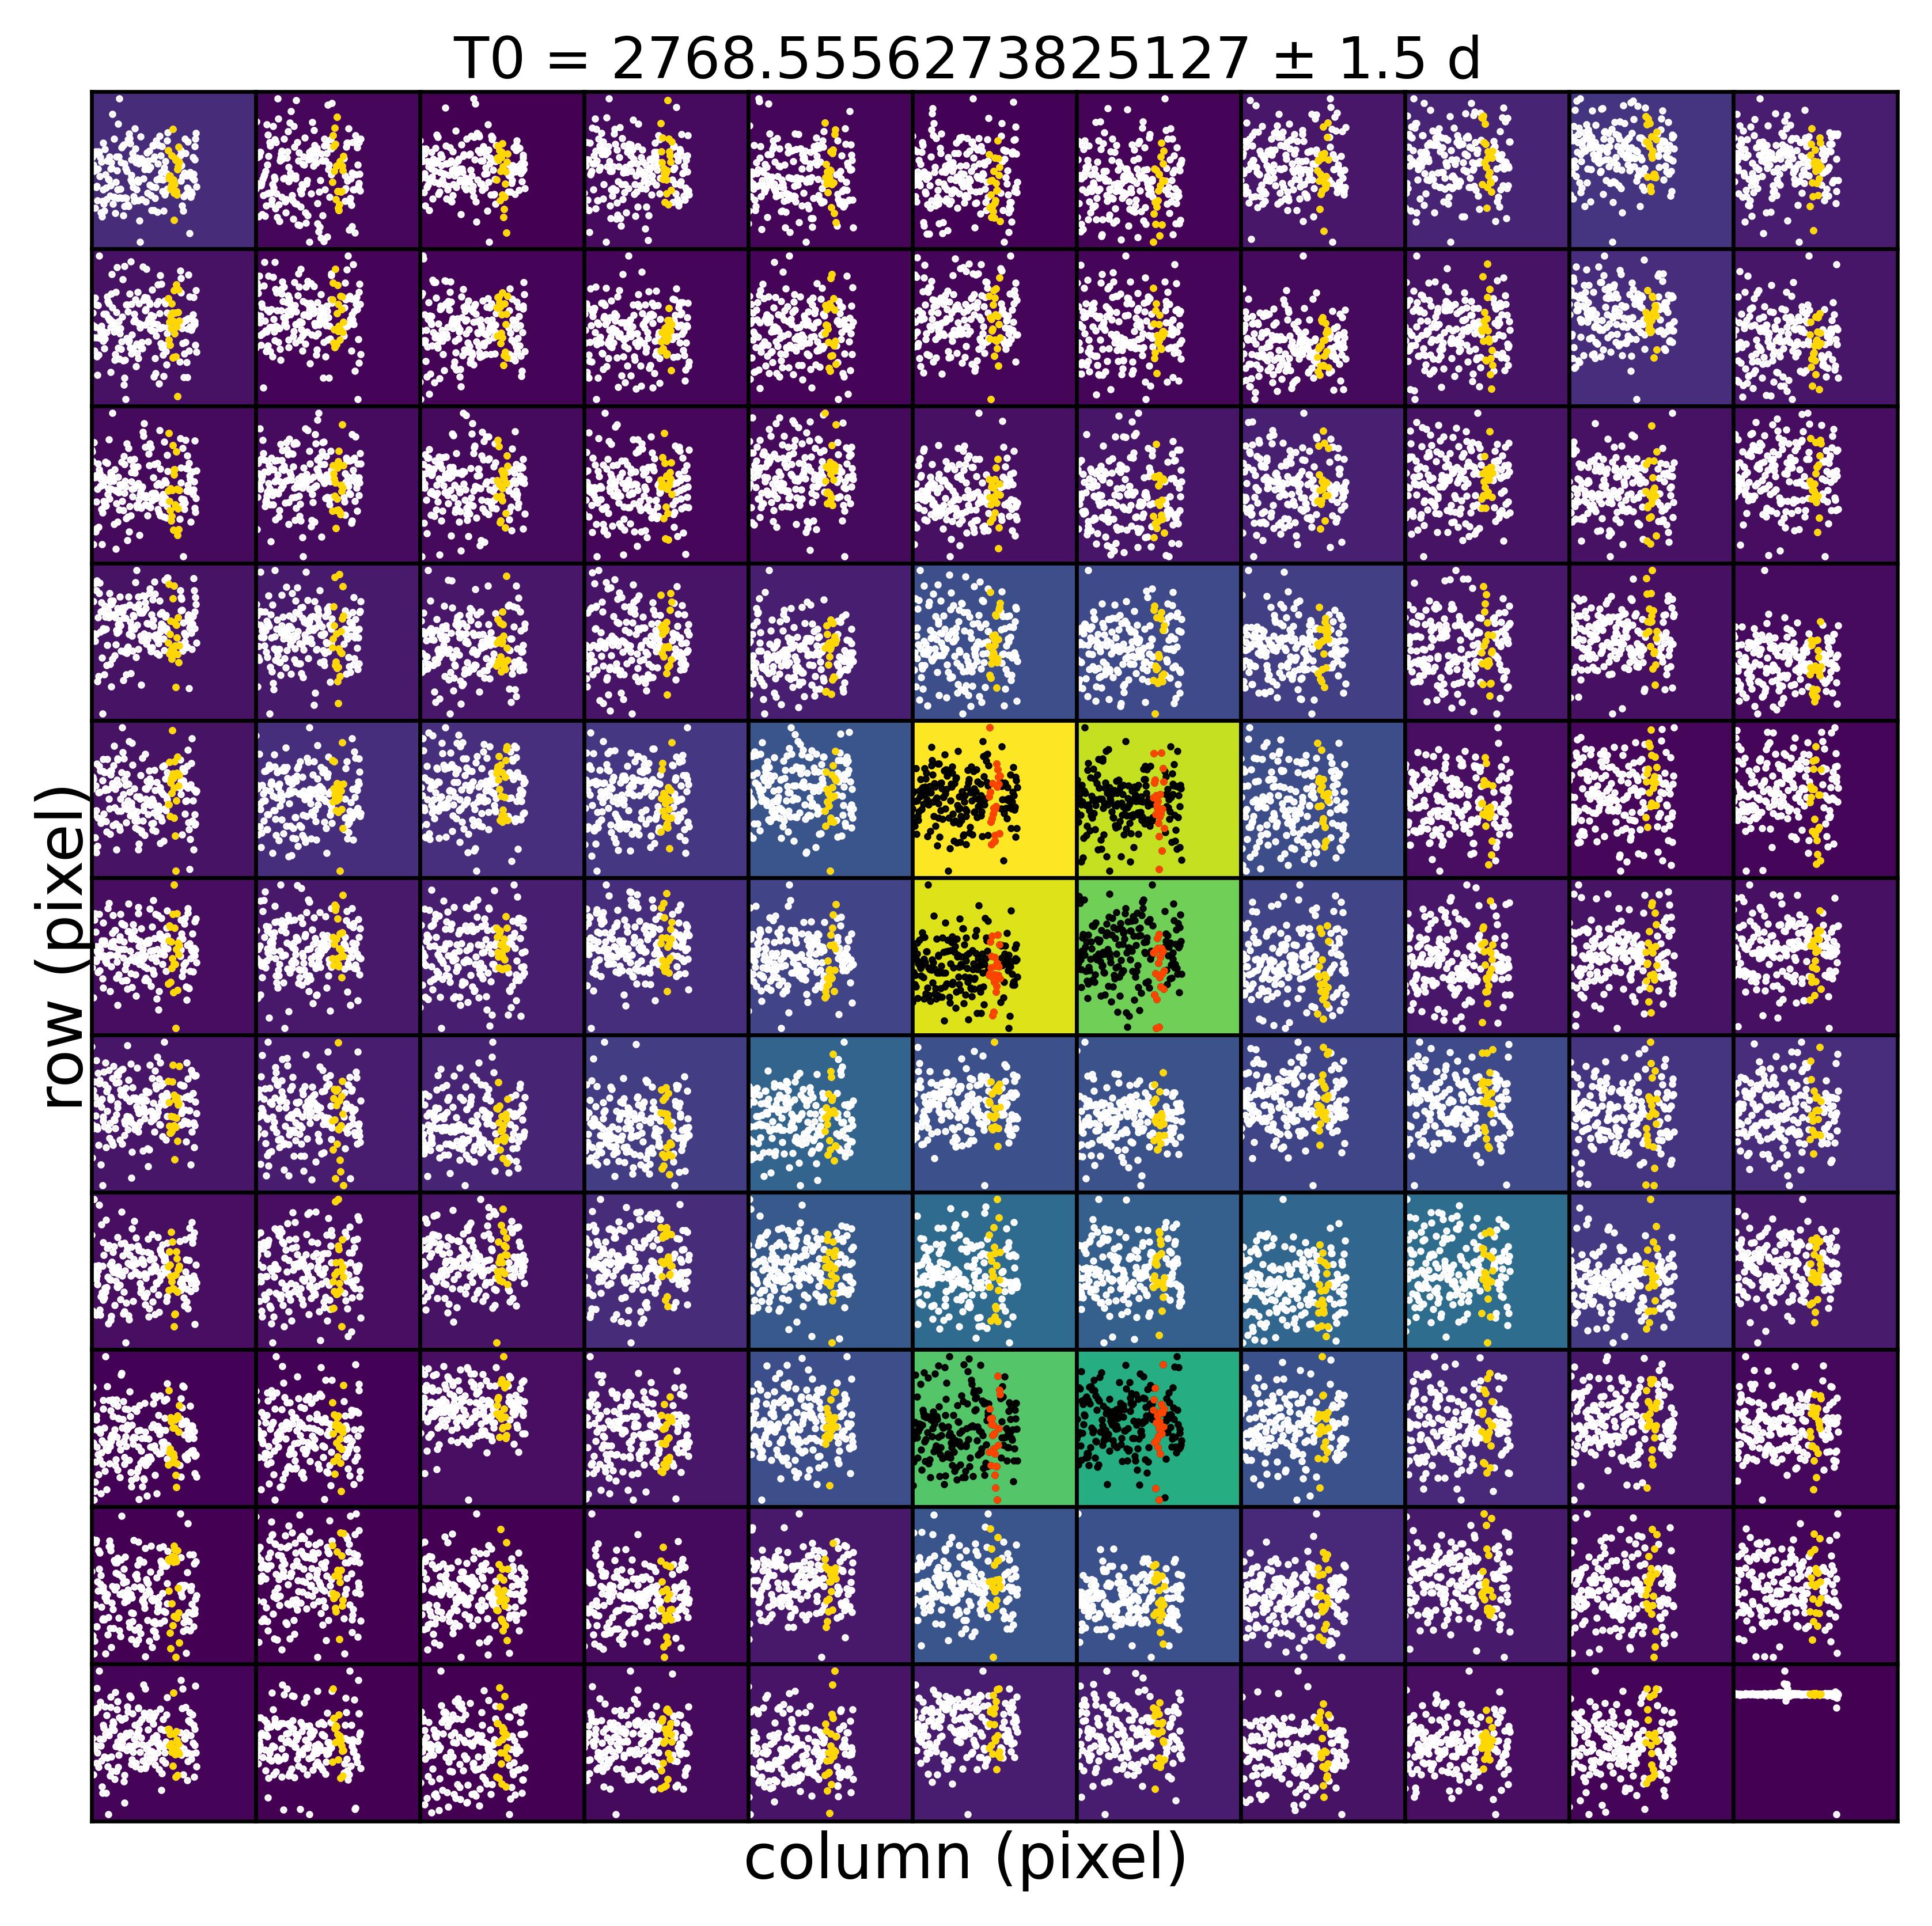 T0 = 2768.5556273825127 ± 1.5 d
row (pixel)
column (pixel)